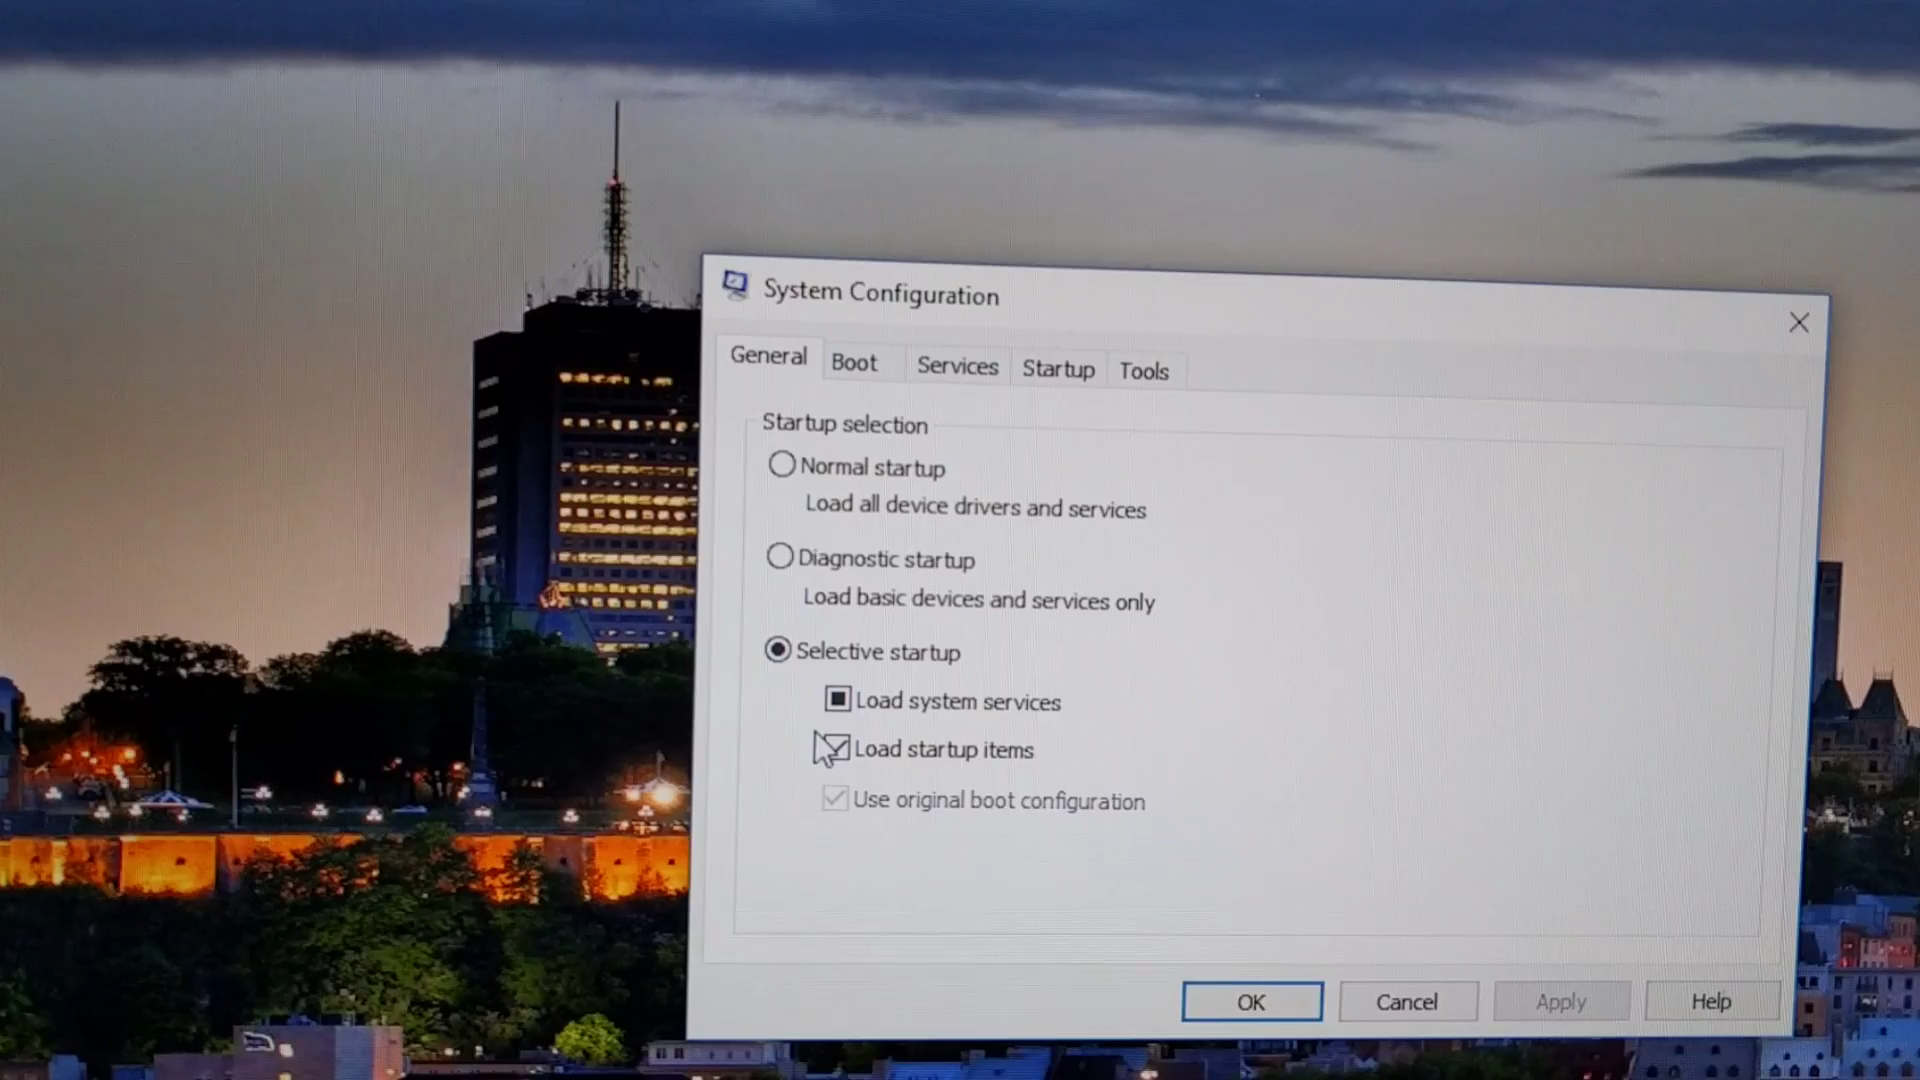 System Configuration
General
Boot
Services
Startup
Tools
Startup selection
Normal startup
Load all device drivers and services
Diagnostic startup
Load basic devices and services only
Selective startup
Load system services
Load startup items
Use original boot configuration
OK
Cancel
Apply
Help